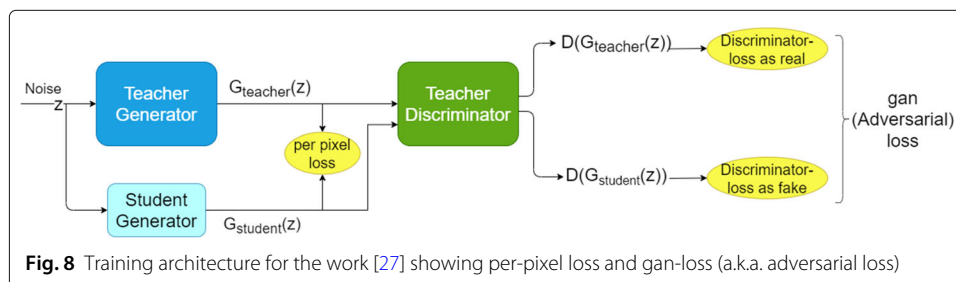 Noise
z
Teacher
Generator
G_teacher(z)
per pixel
loss
Student
Generator
G_student(z)
Teacher
Discriminator
D(G_teacher(z))
Discriminator-
loss as real
D(G_student(z))
Discriminator-
loss as fake
gan
(Adversarial)
loss
Fig. 8 Training architecture for the work [27] showing per-pixel loss and gan-loss (a.k.a. adversarial loss)